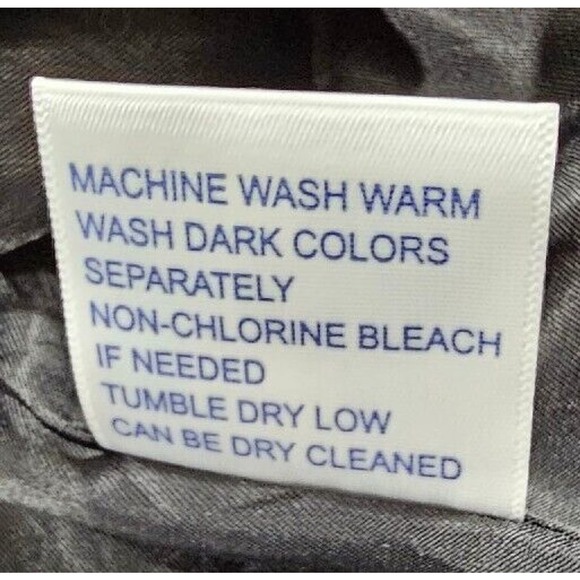 MACHINE WASH WARM
WASH DARK COLORS
SEPARATELY
NON-CHLORINE BLEACH
IF NEEDED
TUMBLE DRY LOW
CAN BE DRY CLEANED